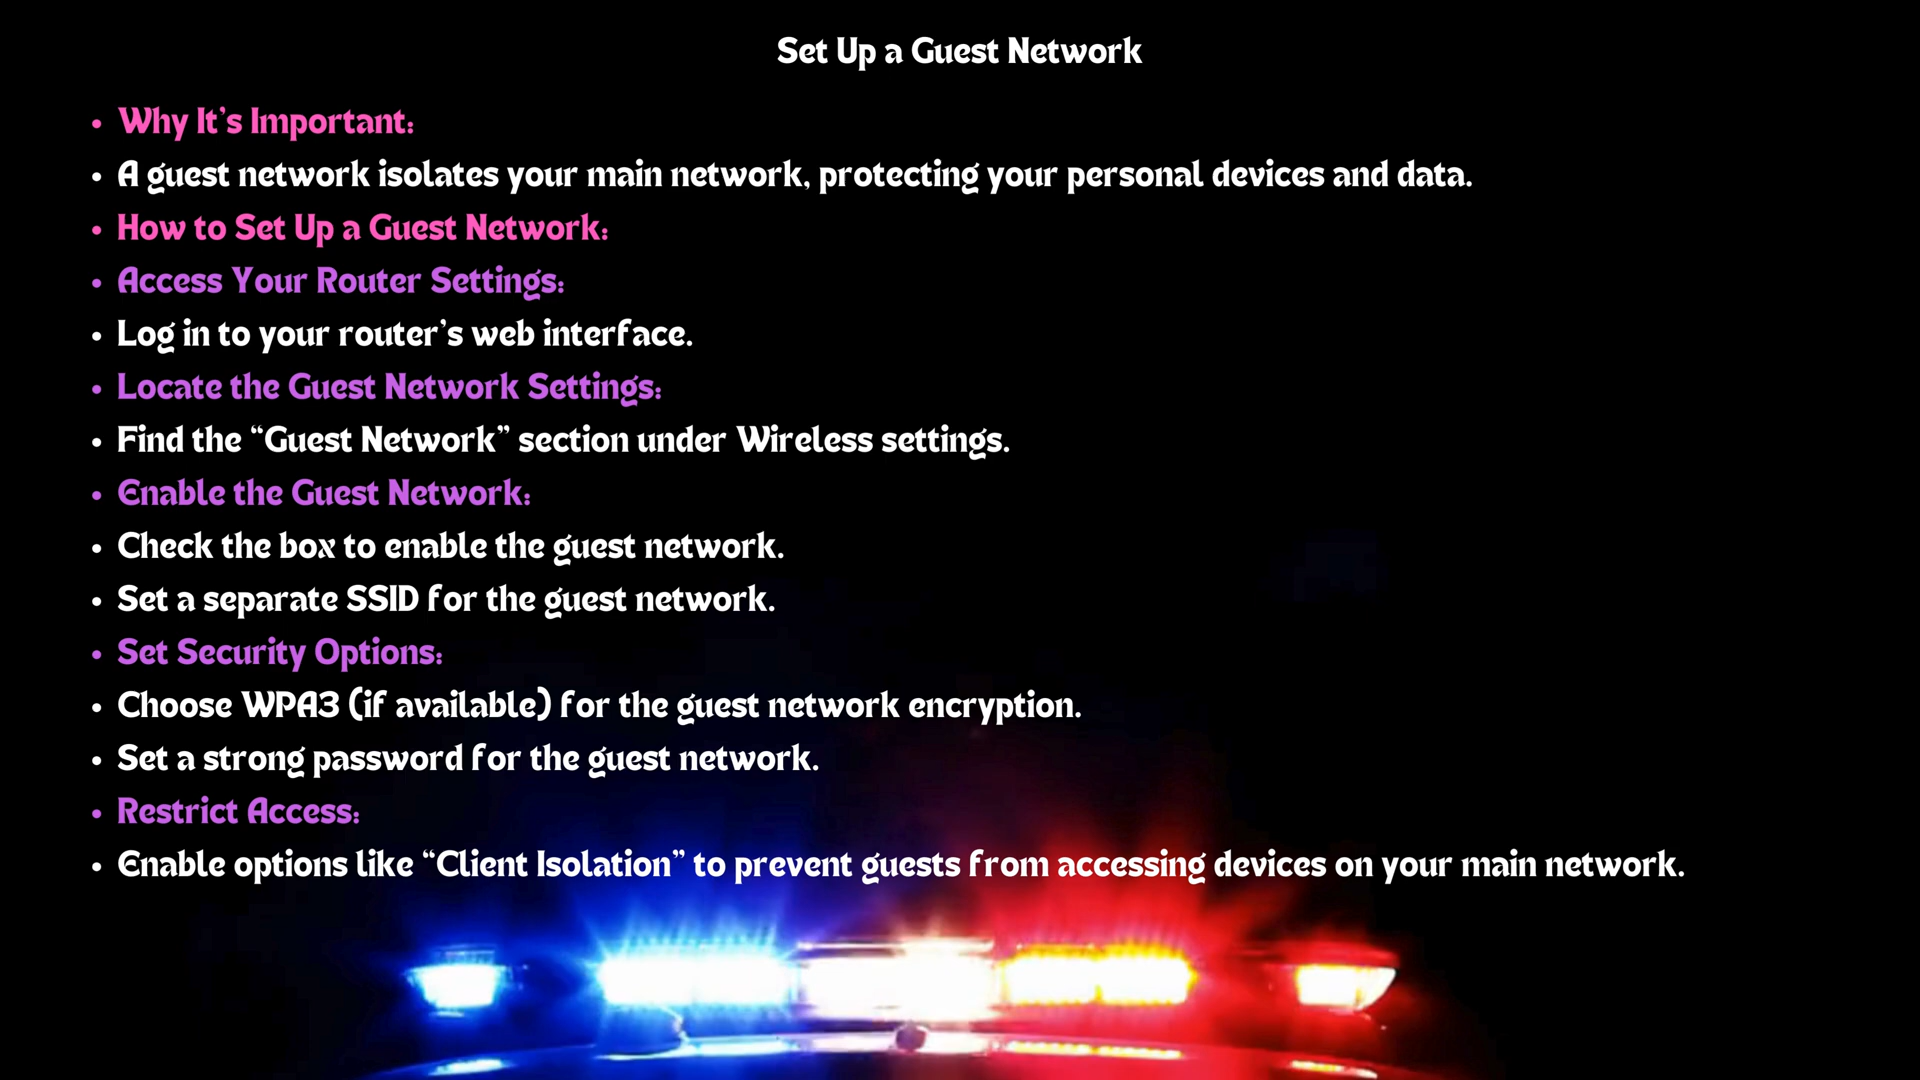 Set Up a Guest Network
• Why It’s Important:
• A guest network isolates your main network, protecting your personal devices and data.
• How to Set Up a Guest Network:
• Access Your Router Settings:
• Log in to your router’s web interface.
• Locate the Guest Network Settings:
• Find the “Guest Network” section under Wireless settings.
• Enable the Guest Network:
• Check the box to enable the guest network.
• Set a separate SSID for the guest network.
• Set Security Options:
• Choose WPA3 (if available) for the guest network encryption.
• Set a strong password for the guest network.
• Restrict Access:
• Enable options like “Client Isolation” to prevent guests from accessing devices on your main network.